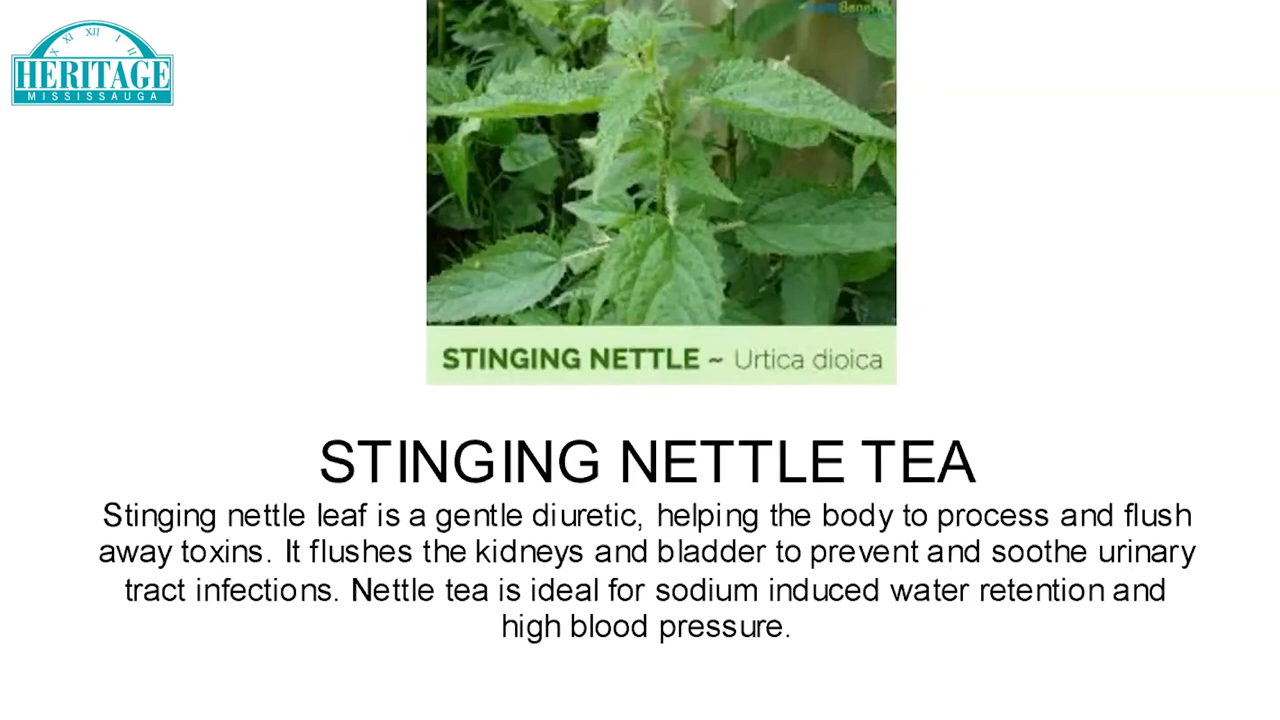 HERITAGE
MISSISSAUGA
STINGING NETTLE ~ Urtica dioica
STINGING NETTLE TEA
Stinging nettle leaf is a gentle diuretic, helping the body to process and flush
away toxins. It flushes the kidneys and bladder to prevent and soothe urinary
tract infections. Nettle tea is ideal for sodium induced water retention and
high blood pressure.